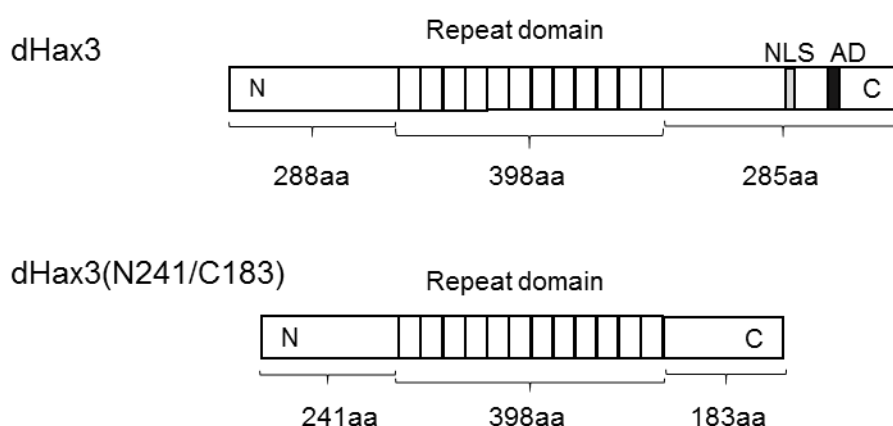 dHax3
Repeat domain
NLS AD
N
C
288aa
398aa
285aa
dHax3(N241/C183)
Repeat domain
N
C
241aa
398aa
183aa